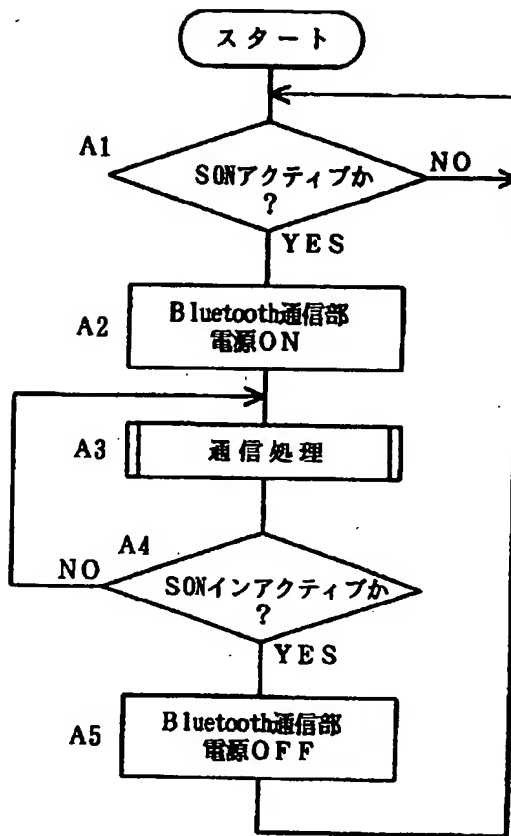 スタート
A1
SONアクティブか
?
NO
YES
A2
Bluetooth通信部
電源ON
A3
通信処理
A4
NO
SONインアクティブか
?
YES
A5
Bluetooth通信部
電源OFF